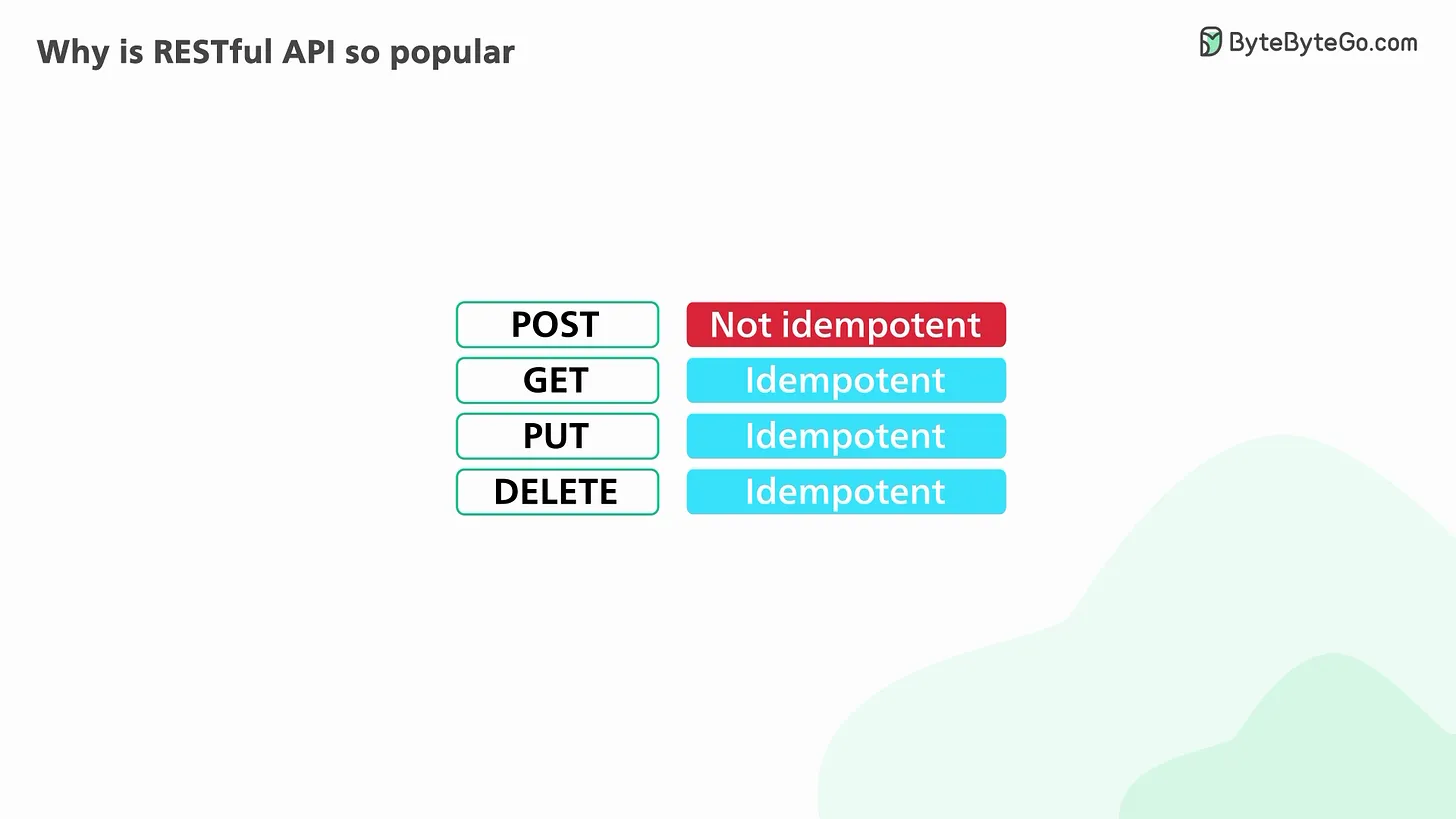 Why is RESTful API so popular
ByteByteGo.com
POST Not idempotent
GET Idempotent
PUT Idempotent
DELETE Idempotent